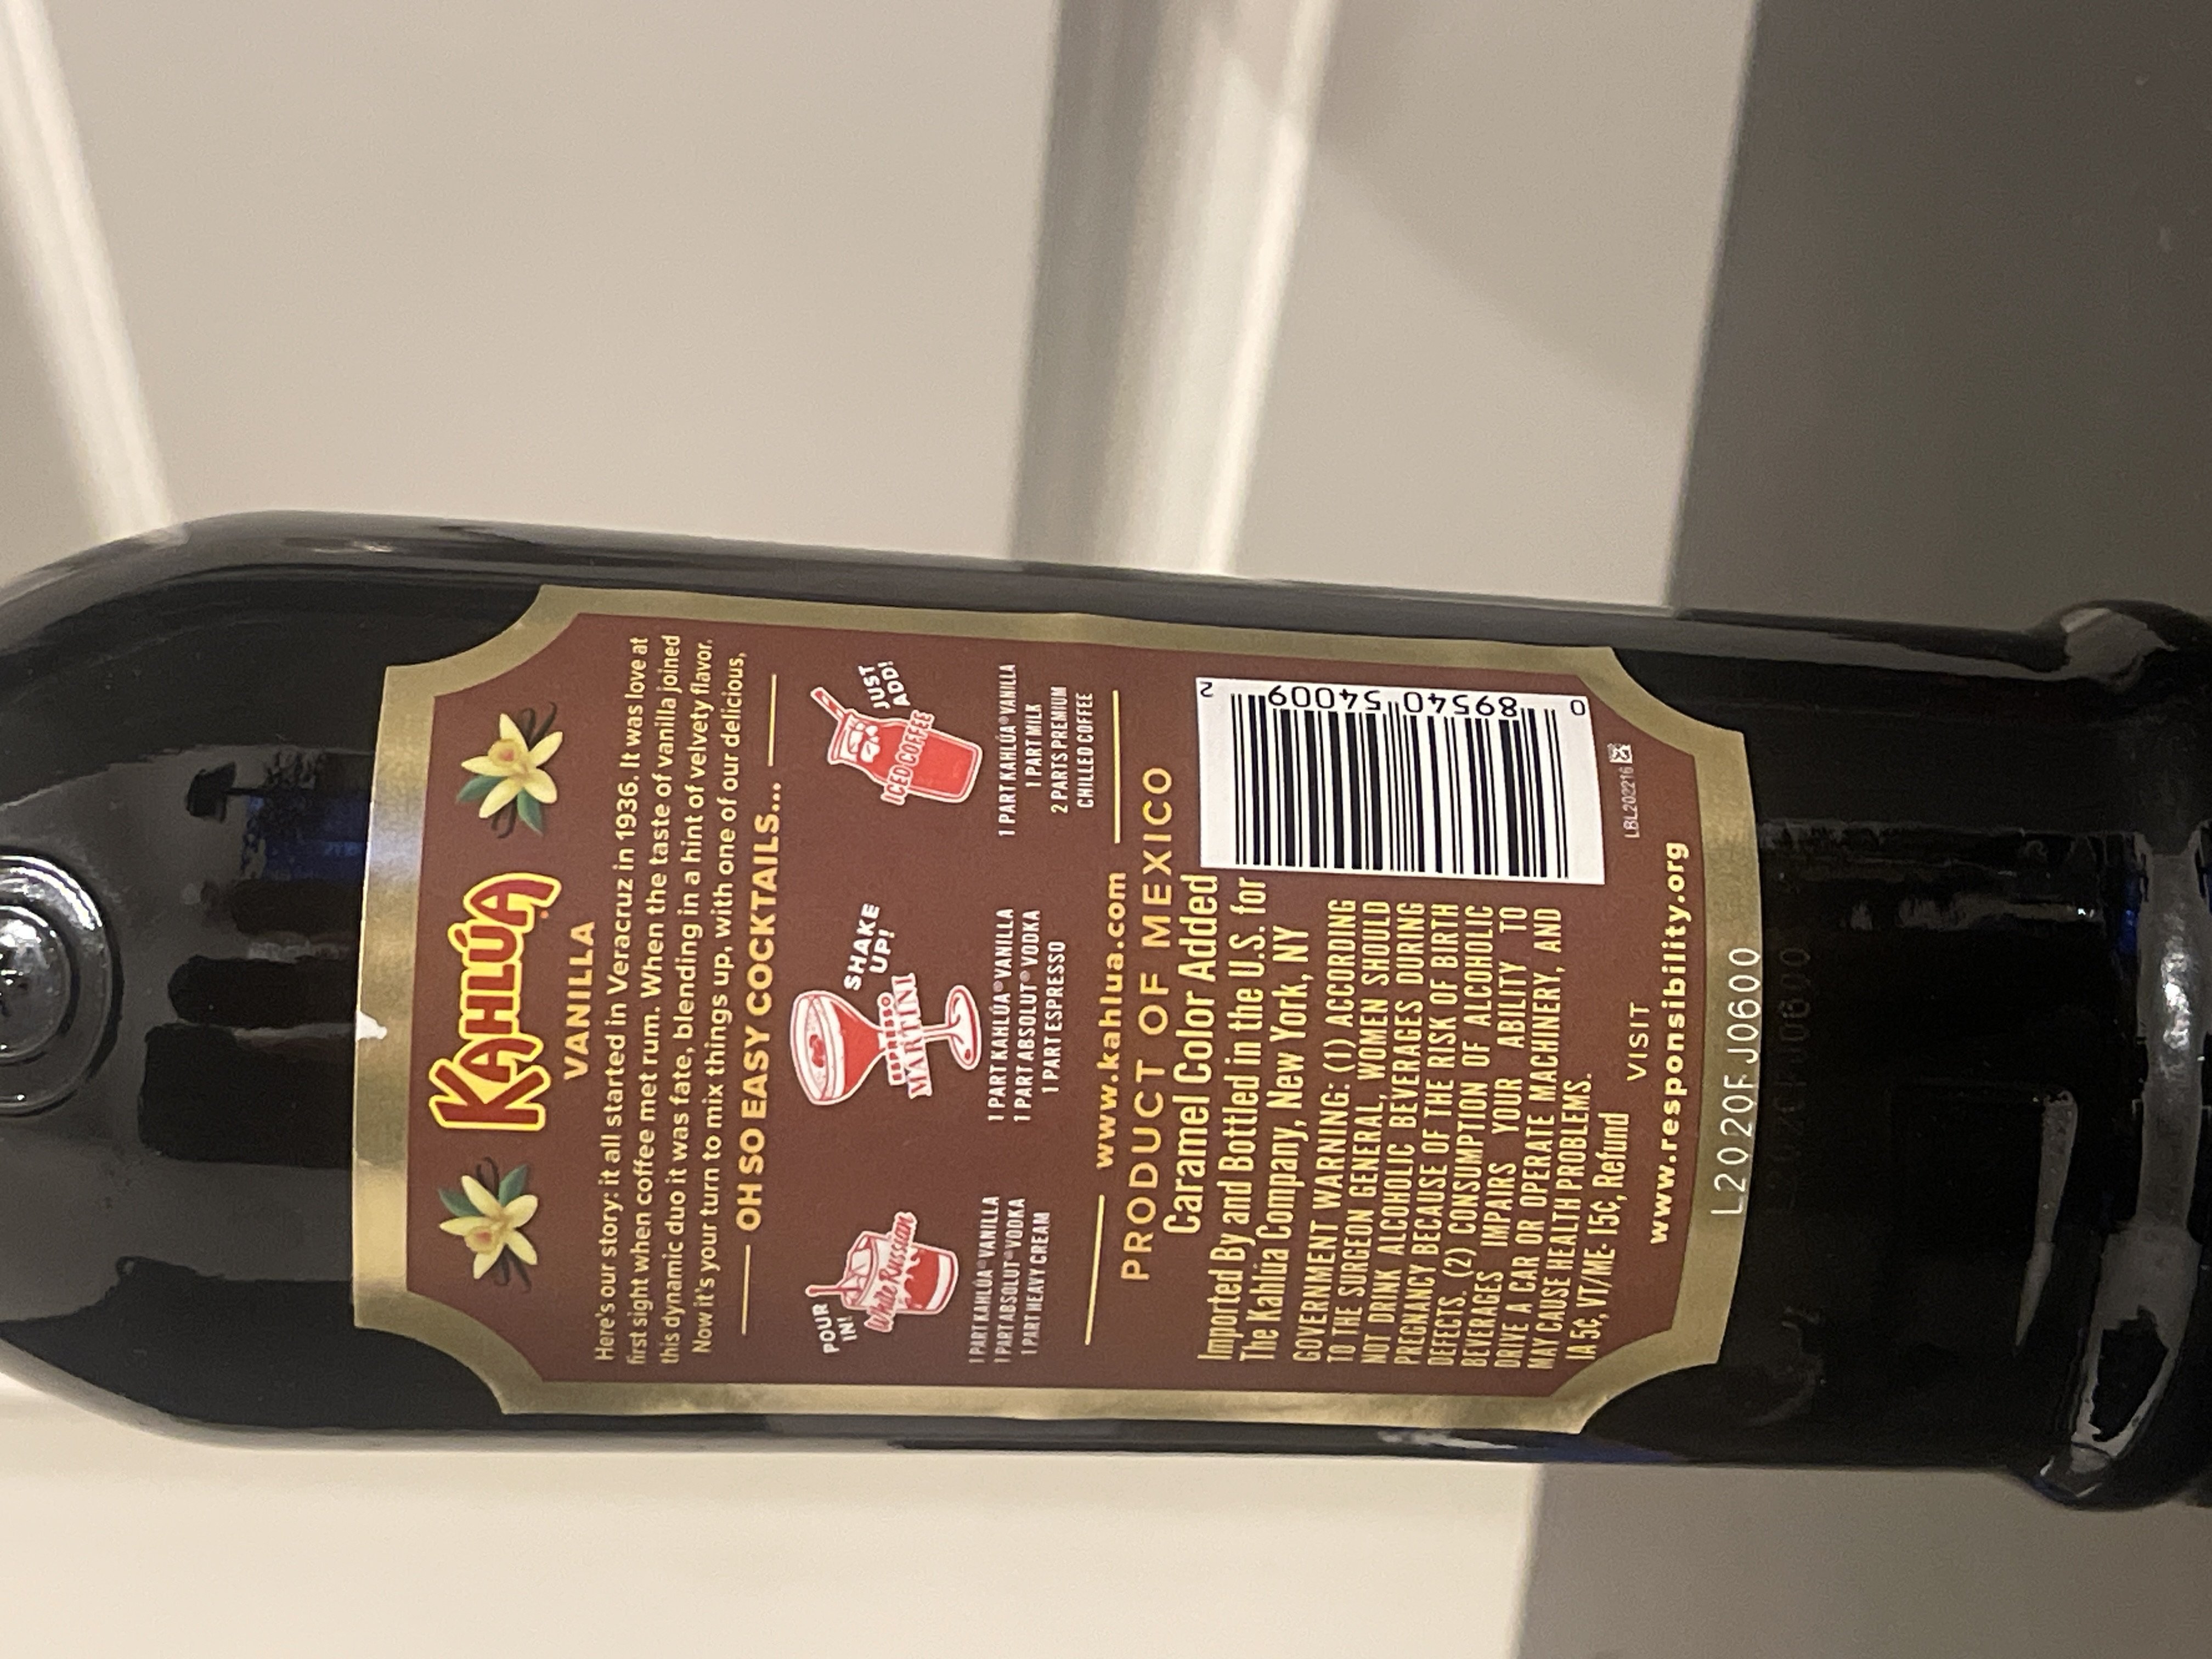 KAHLÚA
VANILLA
Here's our story: it all started in Veracruz in 1936. It was love at
first sight when coffee met rum. When the taste of vanilla joined
this dynamic duo it was fate, blending in a hint of velvety flavor.
Now it's your turn to mix things up, with one of our delicious,
OH SO EASY COCKTAILS...
POUR
IN!
White Russian
1 PART KAHLÚA® VANILLA
1 PART ABSOLUT® VODKA
1 PART HEAVY CREAM
SHAKE
UP!
ESPRESSO
MARTINI
1 PART KAHLÚA® VANILLA
1 PART ABSOLUT® VODKA
1 PART ESPRESSO
JUST
ADD!
ICED COFFEE
1 PART KAHLÚA® VANILLA
1 PART MILK
2 PARTS PREMIUM
CHILLED COFFEE
www.kahlua.com
PRODUCT OF MEXICO
Caramel Color Added
Imported By and Bottled in the U.S. for
The Kahlúa Company, New York, NY
GOVERNMENT WARNING: (1) ACCORDING
TO THE SURGEON GENERAL, WOMEN SHOULD
NOT DRINK ALCOHOLIC BEVERAGES DURING
PREGNANCY BECAUSE OF THE RISK OF BIRTH
DEFECTS. (2) CONSUMPTION OF ALCOHOLIC
BEVERAGES IMPAIRS YOUR ABILITY TO
DRIVE A CAR OR OPERATE MACHINERY, AND
MAY CAUSE HEALTH PROBLEMS.
IA 5¢, VT/ME· 15¢, Refund
0 89540 54009 2
LBL202216
VISIT
www.responsibility.org
L2020FJ0600